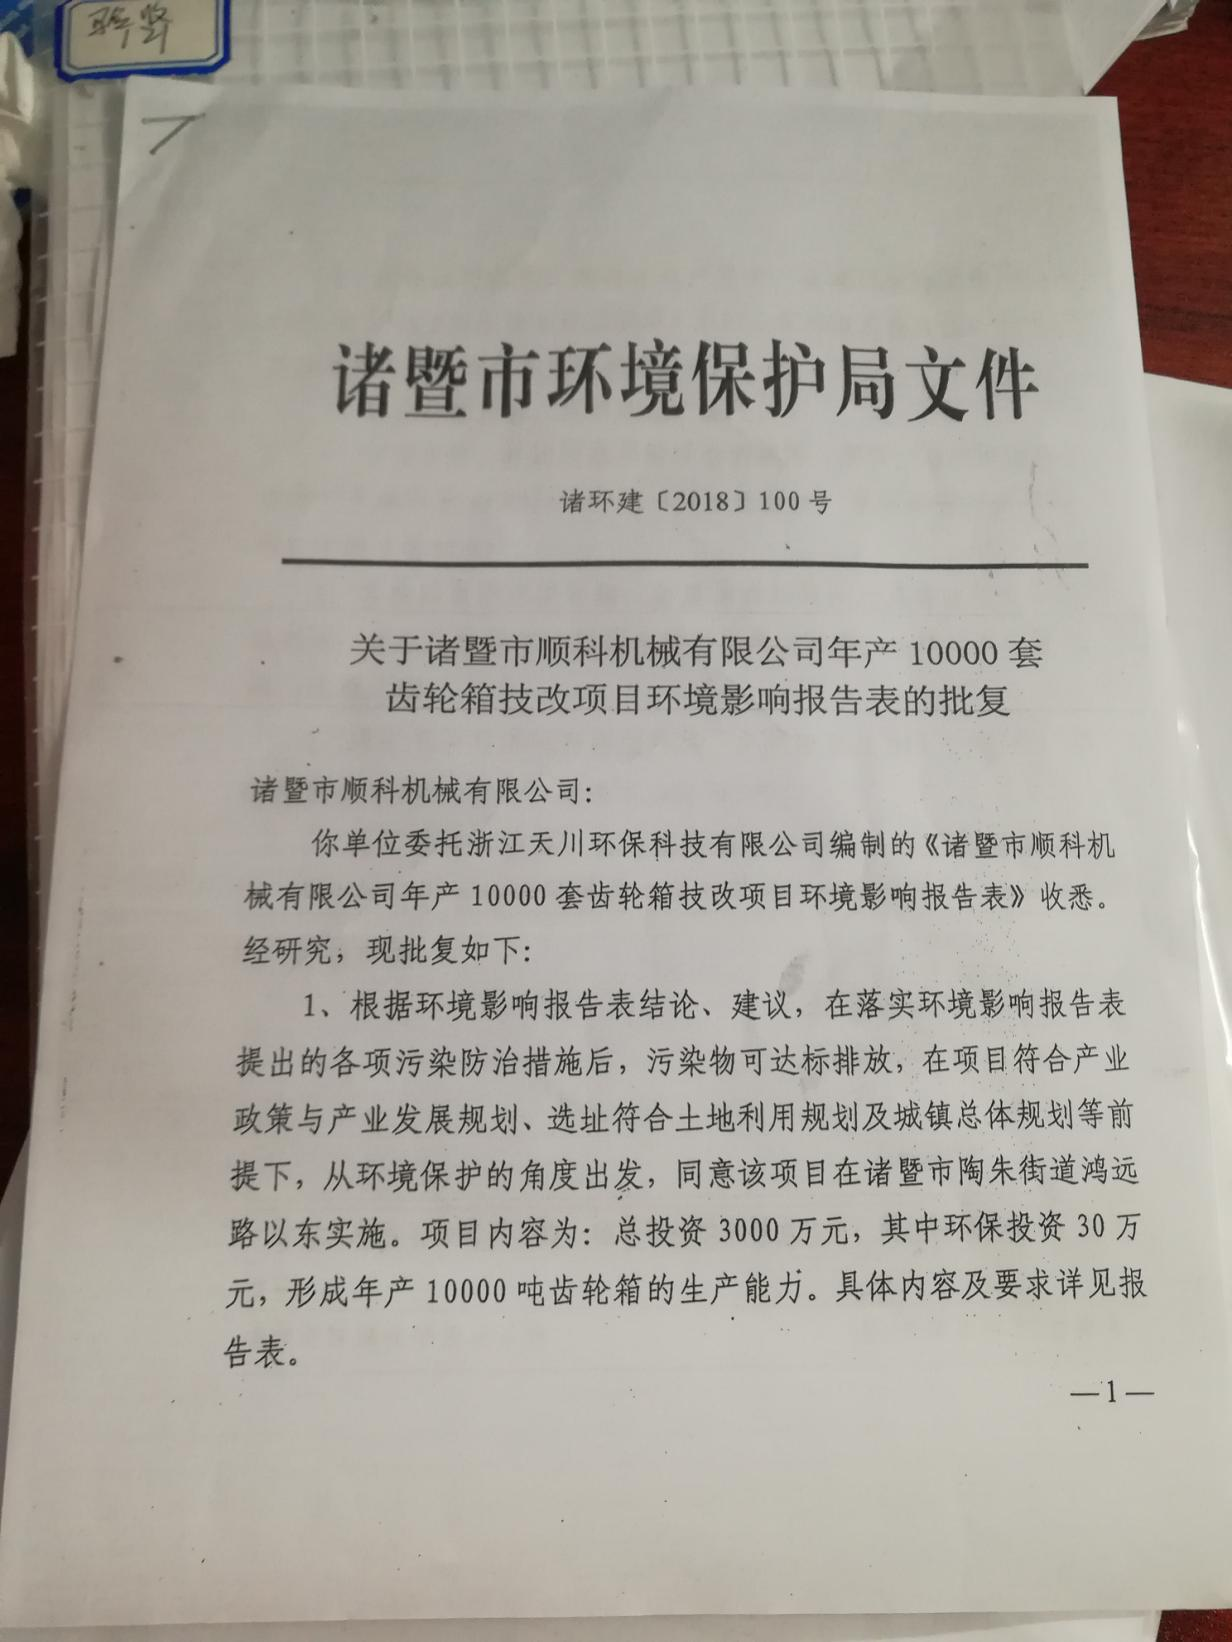 诸暨市环境保护局文件
诸环建〔2018〕100号
关于诸暨市顺科机械有限公司年产10000套
齿轮箱技改项目环境影响报告表的批复
诸暨市顺科机械有限公司：
你单位委托浙江天川环保科技有限公司编制的《诸暨市顺科机
械有限公司年产10000套齿轮箱技改项目环境影响报告表》收悉。
经研究，现批复如下：
1、根据环境影响报告表结论、建议，在落实环境影响报告表
提出的各项污染防治措施后，污染物可达标排放，在项目符合产业
政策与产业发展规划、选址符合土地利用规划及城镇总体规划等前
提下，从环境保护的角度出发，同意该项目在诸暨市陶朱街道鸿远
路以东实施。项目内容为：总投资3000万元，其中环保投资30万
元，形成年产10000吨齿轮箱的生产能力。具体内容及要求详见报
告表。
—1—